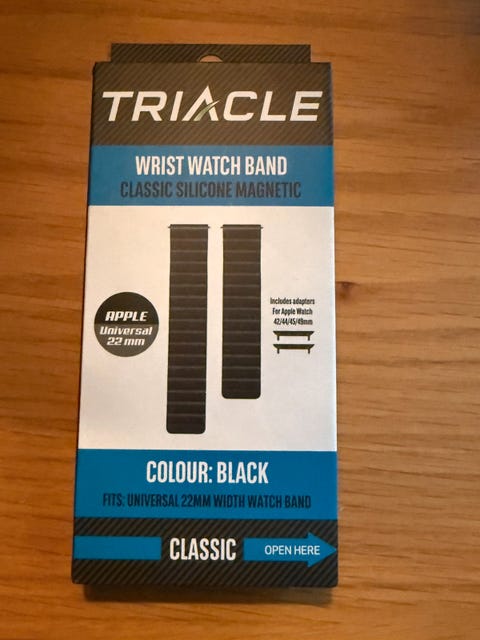 TRIACLE
WRIST WATCH BAND
CLASSIC SILICONE MAGNETIC
APPLE
Universal
22 mm
Includes adapters
For Apple Watch
42/44/45/49mm
COLOUR: BLACK
FITS: UNIVERSAL 22MM WIDTH WATCH BAND
CLASSIC
OPEN HERE